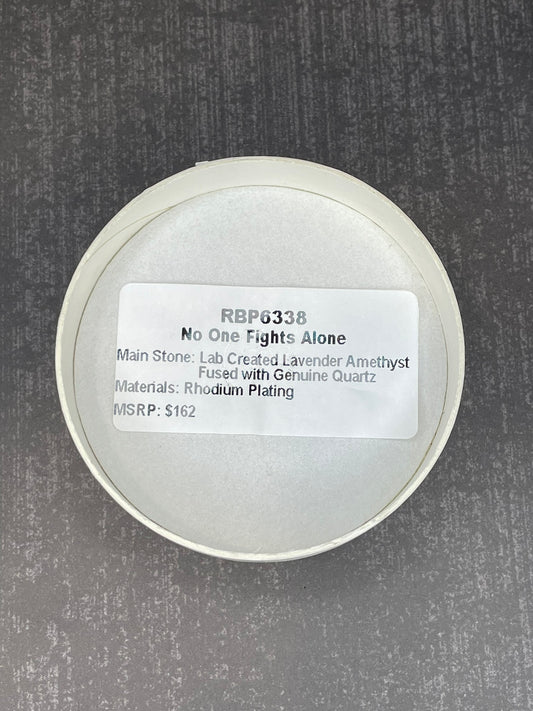 RBP6338
No One Fights Alone
Main Stone: Lab Created Lavender Amethyst
Fused with Genuine Quartz
Materials: Rhodium Plating
MSRP: $162